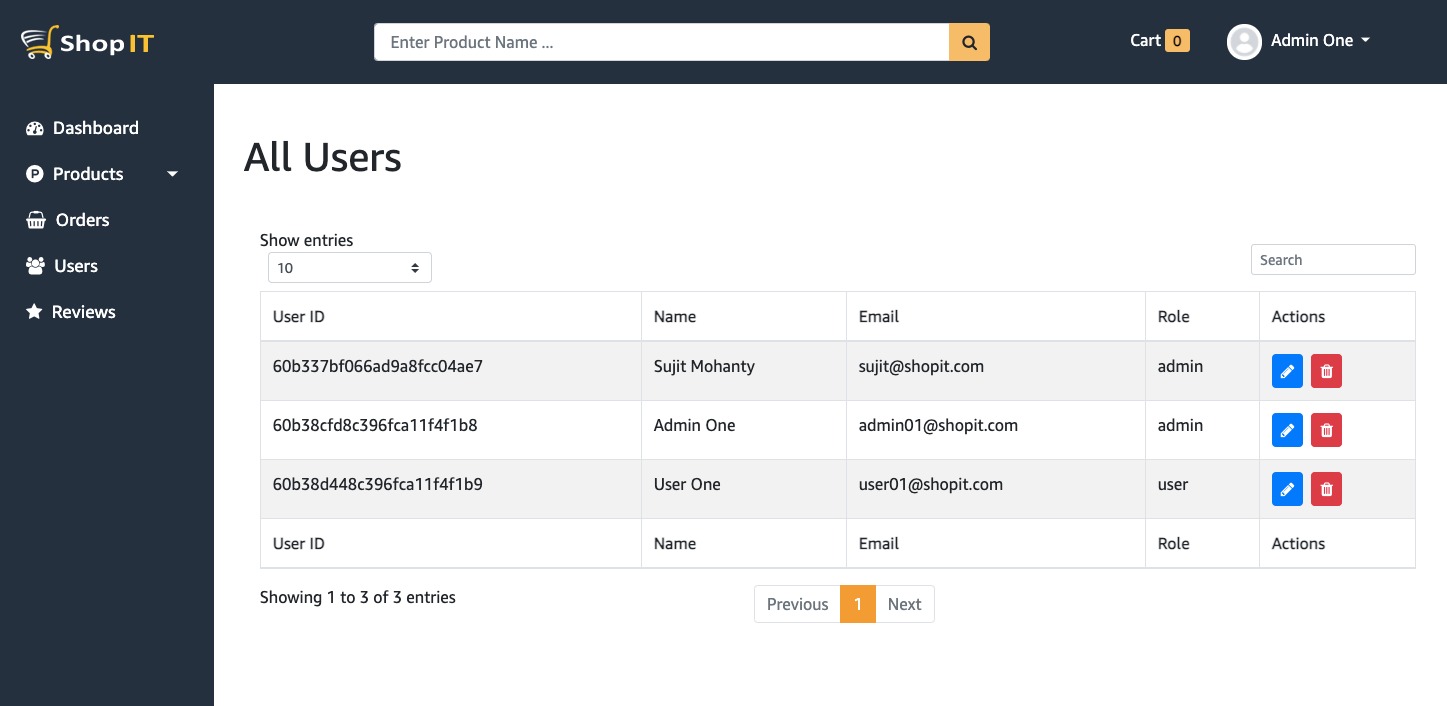 Shop IT
Enter Product Name ...
Cart 0
Admin One
Dashboard
Products
Orders
Users
Reviews
All Users
Show entries
10
Search
User ID Name Email Role Actions
60b337bf066ad9a8fcc04ae7 Sujit Mohanty sujit@shopit.com admin
60b38cfd8c396fca11f4f1b8 Admin One admin01@shopit.com admin
60b38d448c396fca11f4f1b9 User One user01@shopit.com user
User ID Name Email Role Actions
Showing 1 to 3 of 3 entries
Previous 1 Next